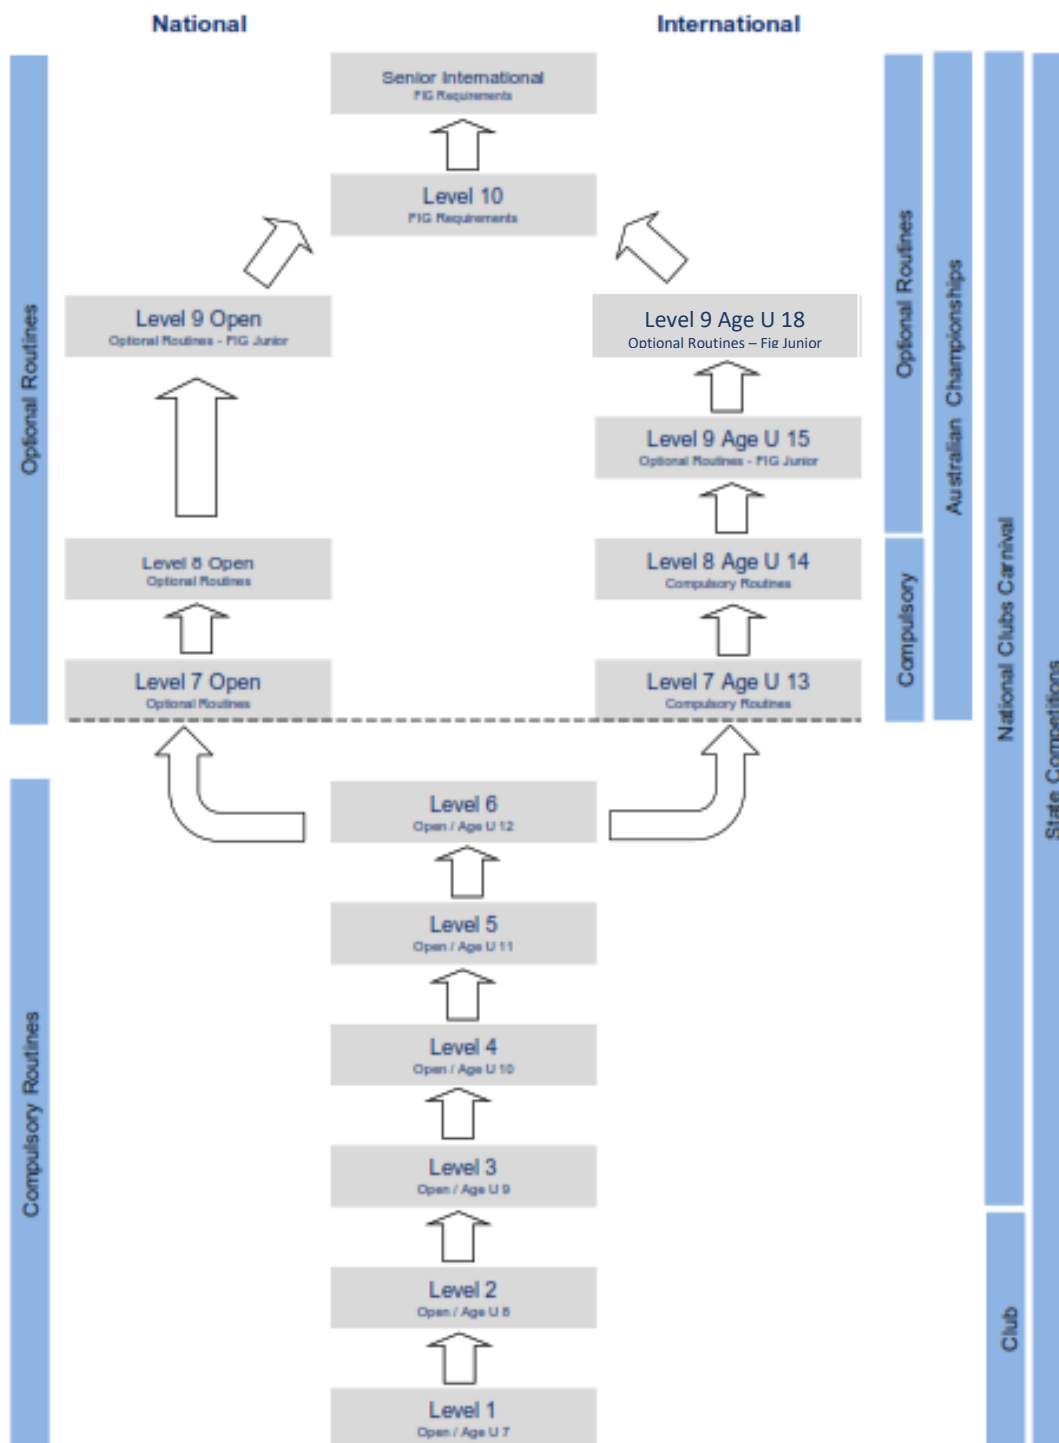 National
International
Senior International
FIG Requirements
Level 10
FIG Requirements
Level 9 Open
Optional Routines - FIG Junior
Level 9 Age U 18
Optional Routines – Fig Junior
Level 9 Age U 15
Optional Routines - FIG Junior
Level 8 Open
Optional Routines
Level 8 Age U 14
Compulsory Routines
Level 7 Open
Optional Routines
Level 7 Age U 13
Compulsory Routines
Level 6
Open / Age U 12
Level 5
Open / Age U 11
Level 4
Open / Age U 10
Level 3
Open / Age U 9
Level 2
Open / Age U 8
Level 1
Open / Age U 7
Optional Routines
Compulsory Routines
Optional Routines
Compulsory
Australian Championships
National Clubs Carnival
Club
State Competitions